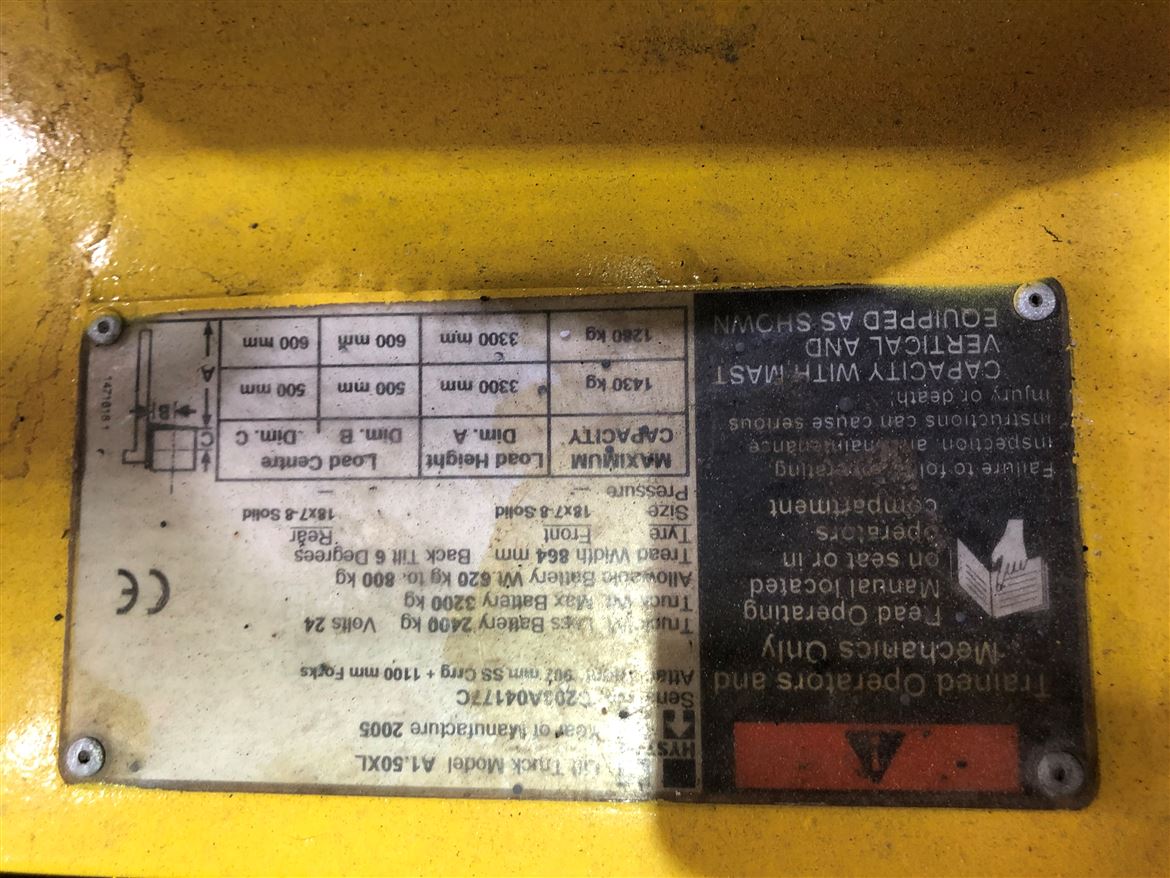 Trained Operators and
Mechanics Only
Read Operating
Manual located
on seat or in
Operators
compartment
Failure to
operating
inspection and maintenance
instructions can cause serious
injury or death.
CAPACITY WITH MAST
VERTICAL AND
EQUIPPED AS SHOWN
Lift Truck Model A1.50XL
Year of Manufacture 2005
C203A04177C
907 mm SS Crrg + 1100 mm Forks
Truck Wt. Less Battery 2400 kg Volts 24
Truck Wt. Max Battery 3200 kg
Allowable Battery Wt 620 kg to 800 kg
Tread Width 864 mm Back Tilt 6 Degrees
Tyre Front Rear
Size 18x7-8 Solid 18x7-8 Solid
Pressure — —
MAXIMUM Load Height Load Centre
CAPACITY Dim. A Dim. B Dim. C
1430 kg 3300 mm 500 mm 500 mm
1280 kg 3300 mm 600 mm 600 mm
CE
C
B
A